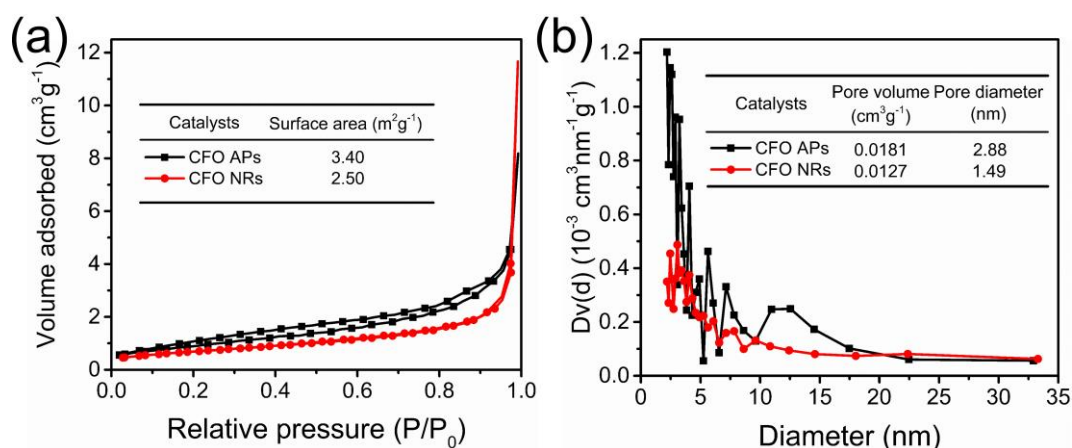 (a)
12
10
8
6
4
2
0
Volume adsorbed (cm³g⁻¹)
Catalysts Surface area (m²g⁻¹)
CFO APs 3.40
CFO NRs 2.50
0.0 0.2 0.4 0.6 0.8 1.0
Relative pressure (P/P₀)
(b)
1.2
1.0
0.8
0.6
0.4
0.2
0.0
Dv(d) (10⁻³ cm³nm⁻¹g⁻¹)
Catalysts Pore volume (cm³g⁻¹) Pore diameter (nm)
CFO APs 0.0181 2.88
CFO NRs 0.0127 1.49
0 5 10 15 20 25 30 35
Diameter (nm)